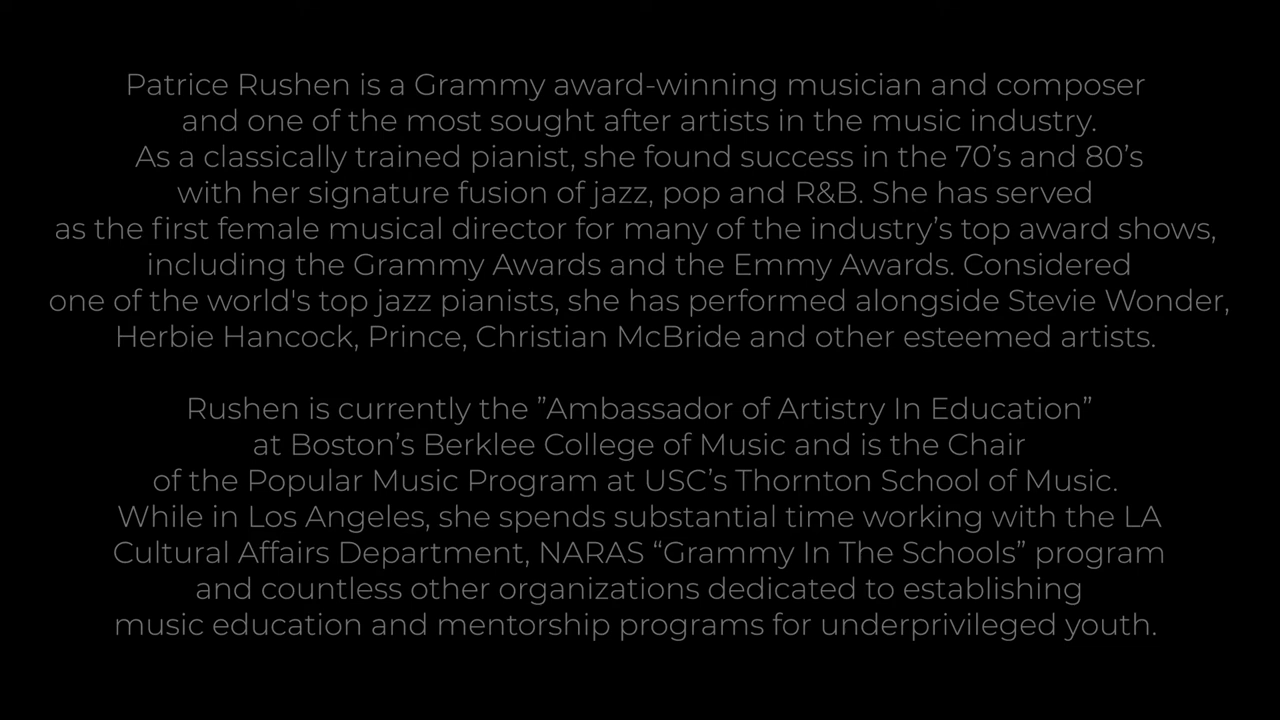 Patrice Rushen is a Grammy award-winning musician and composer
and one of the most sought after artists in the music industry.
As a classically trained pianist, she found success in the 70’s and 80’s
with her signature fusion of jazz, pop and R&B. She has served
as the first female musical director for many of the industry’s top award shows,
including the Grammy Awards and the Emmy Awards. Considered
one of the world's top jazz pianists, she has performed alongside Stevie Wonder,
Herbie Hancock, Prince, Christian McBride and other esteemed artists.
Rushen is currently the ”Ambassador of Artistry In Education”
at Boston’s Berklee College of Music and is the Chair
of the Popular Music Program at USC’s Thornton School of Music.
While in Los Angeles, she spends substantial time working with the LA
Cultural Affairs Department, NARAS “Grammy In The Schools” program
and countless other organizations dedicated to establishing
music education and mentorship programs for underprivileged youth.